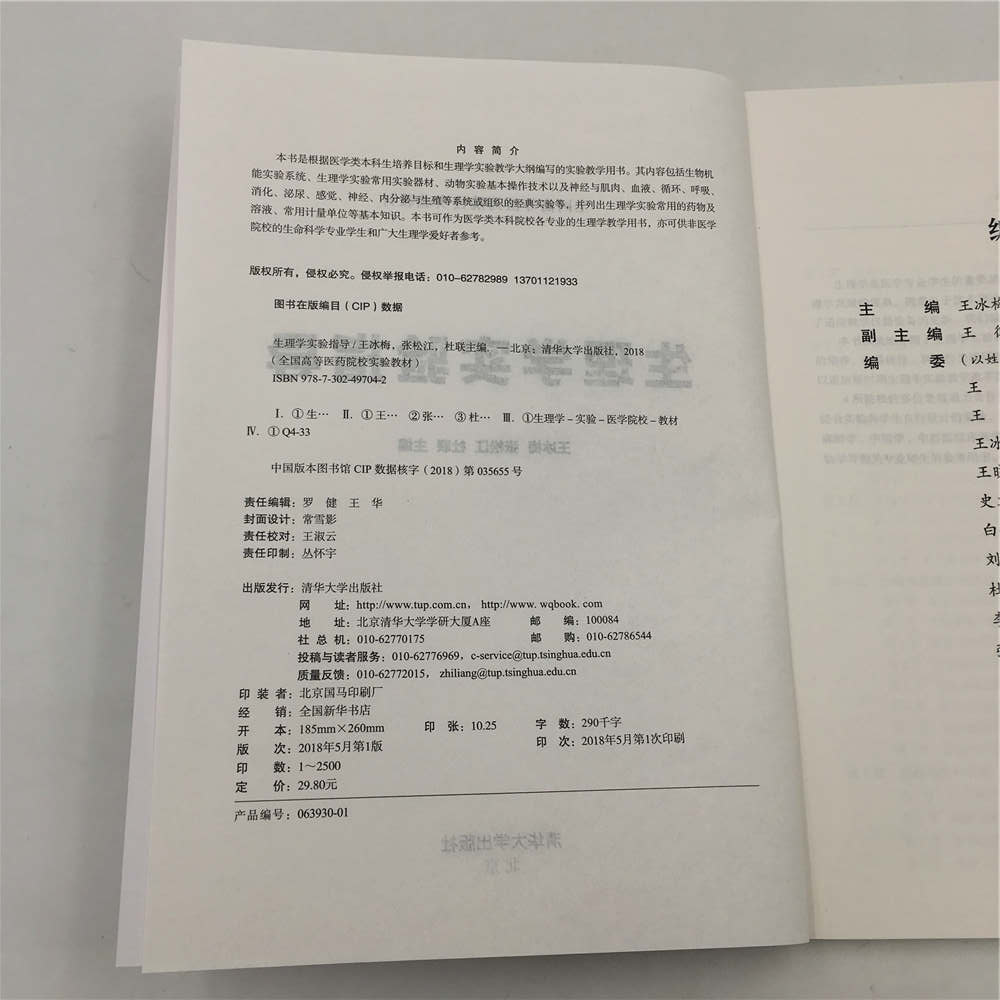 内 容 简 介
本书是根据医学类本科生培养目标和生理学实验教学大纲编写的实验教学用书。其内容包括生物机
能实验系统、生理学实验常用实验器材、动物实验基本操作技术以及神经与肌肉、血液、循环、呼吸、
消化、泌尿、感觉、神经、内分泌与生殖等系统或组织的经典实验等，并列出生理学实验常用的药物及
溶液、常用计量单位等基本知识。本书可作为医学类本科院校各专业的生理学教学用书，亦可供非医学
院校的生命科学专业学生和广大生理学爱好者参考。
版权所有，侵权必究。侵权举报电话：010-62782989 13701121933
图书在版编目（CIP）数据
生理学实验指导 / 王冰梅，张松江，杜联主编. —北京：清华大学出版社，2018
（全国高等医药院校实验教材）
ISBN 978-7-302-49704-2
Ⅰ. ①生… Ⅱ. ①王… ②张… ③杜… Ⅲ. ①生理学－实验－医学院校－教材
Ⅳ. ①Q4-33
中国版本图书馆 CIP 数据核字（2018）第 035655 号
责任编辑：罗 健 王 华
封面设计：常雪影
责任校对：王淑云
责任印制：丛怀宇
出版发行：清华大学出版社
网 址：http://www.tup.com.cn，http://www.wqbook.com
地 址：北京清华大学学研大厦A座 邮 编：100084
社 总 机：010-62770175 邮 购：010-62786544
投稿与读者服务：010-62776969，c-service@tup.tsinghua.edu.cn
质量反馈：010-62772015，zhiliang@tup.tsinghua.edu.cn
印 装 者：北京国马印刷厂
经 销：全国新华书店
开 本：185mm×260mm 印 张：10.25 字 数：290千字
版 次：2018年5月第1版 印 次：2018年5月第1次印刷
印 数：1～2500
定 价：29.80元
产品编号：063930-01
主 编 王冰梅
副 主 编 王
编 委 （以姓
王
王
王冰
王
史
白
刘